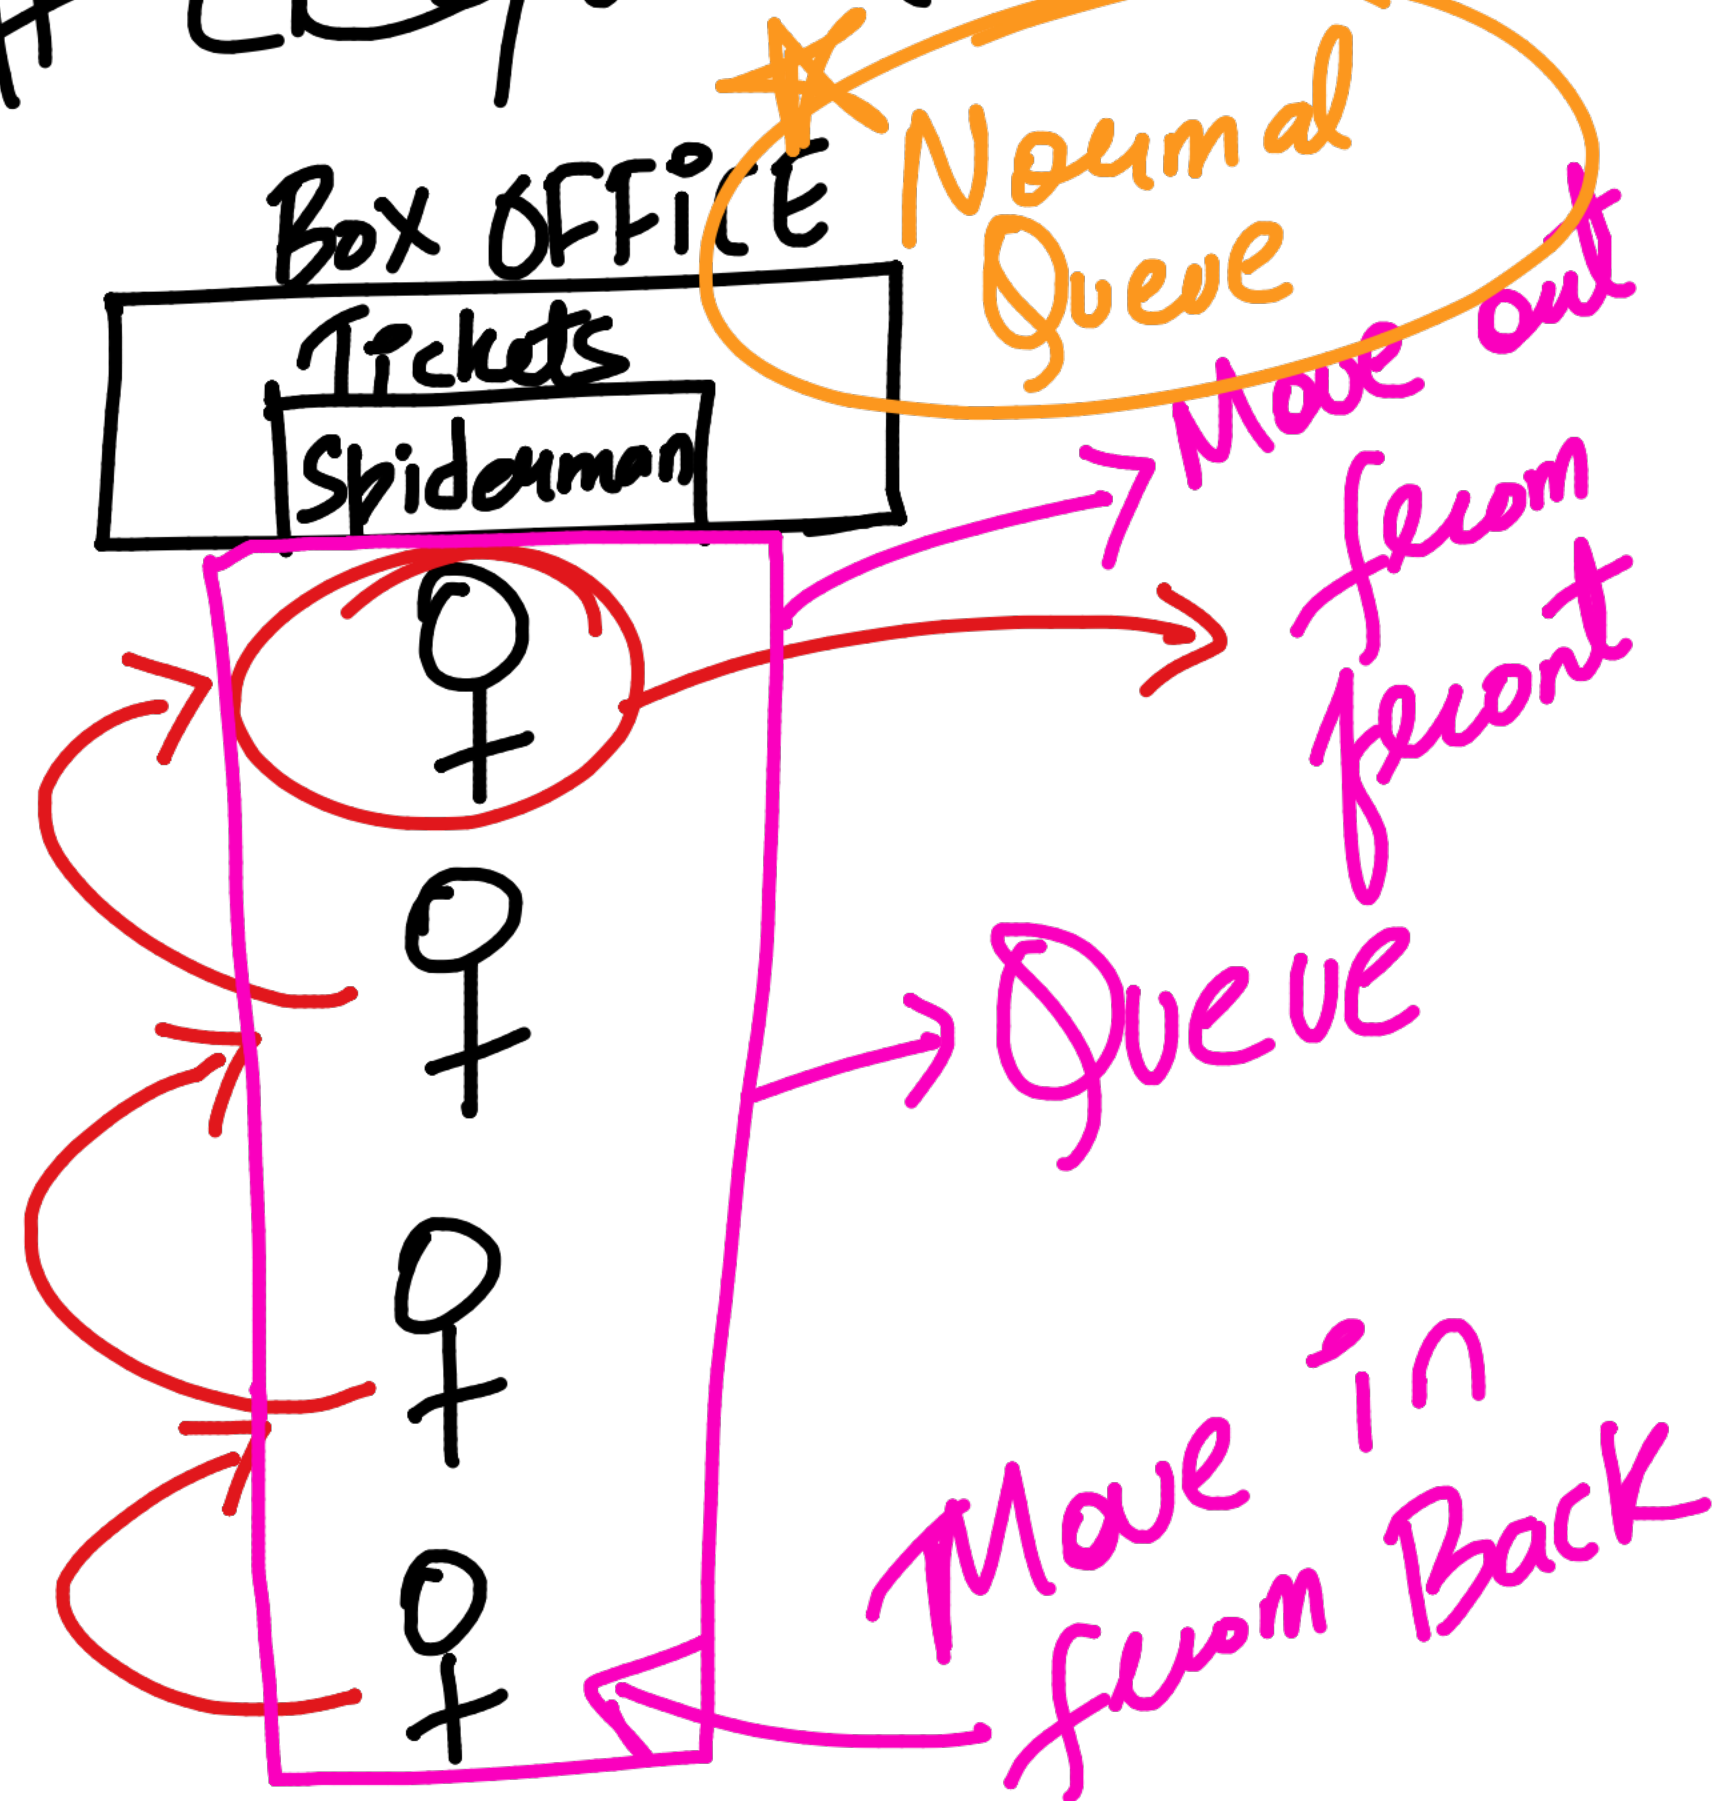 Normal
Queue
Box OFFiCE
Tickets
Spiderman
Move out
from
front
Queue
Move in
from Back